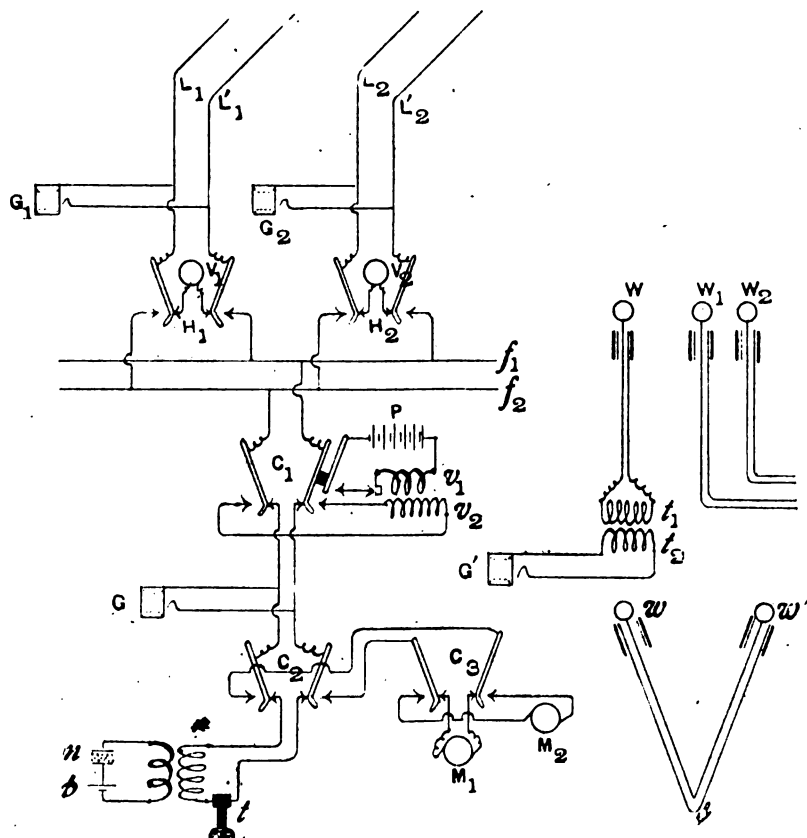 L₁ L'₁ L₂ L'₂
G₁ G₂
V₁ V₂
H₁ H₂
W W₁ W₂
f₁
f₂
P
C₁
v₁
v₂
t₁
t₂
G'
G
w w'
C₂ C₃
n
p
M₁ M₂
t